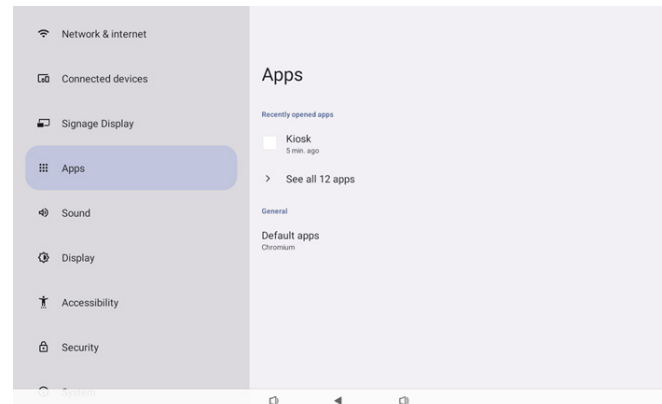 Network & internet
Connected devices
Signage Display
Apps
Sound
Display
Accessibility
Security
System
Apps
Recently opened apps
Kiosk
5 min. ago
See all 12 apps
General
Default apps
Chromium